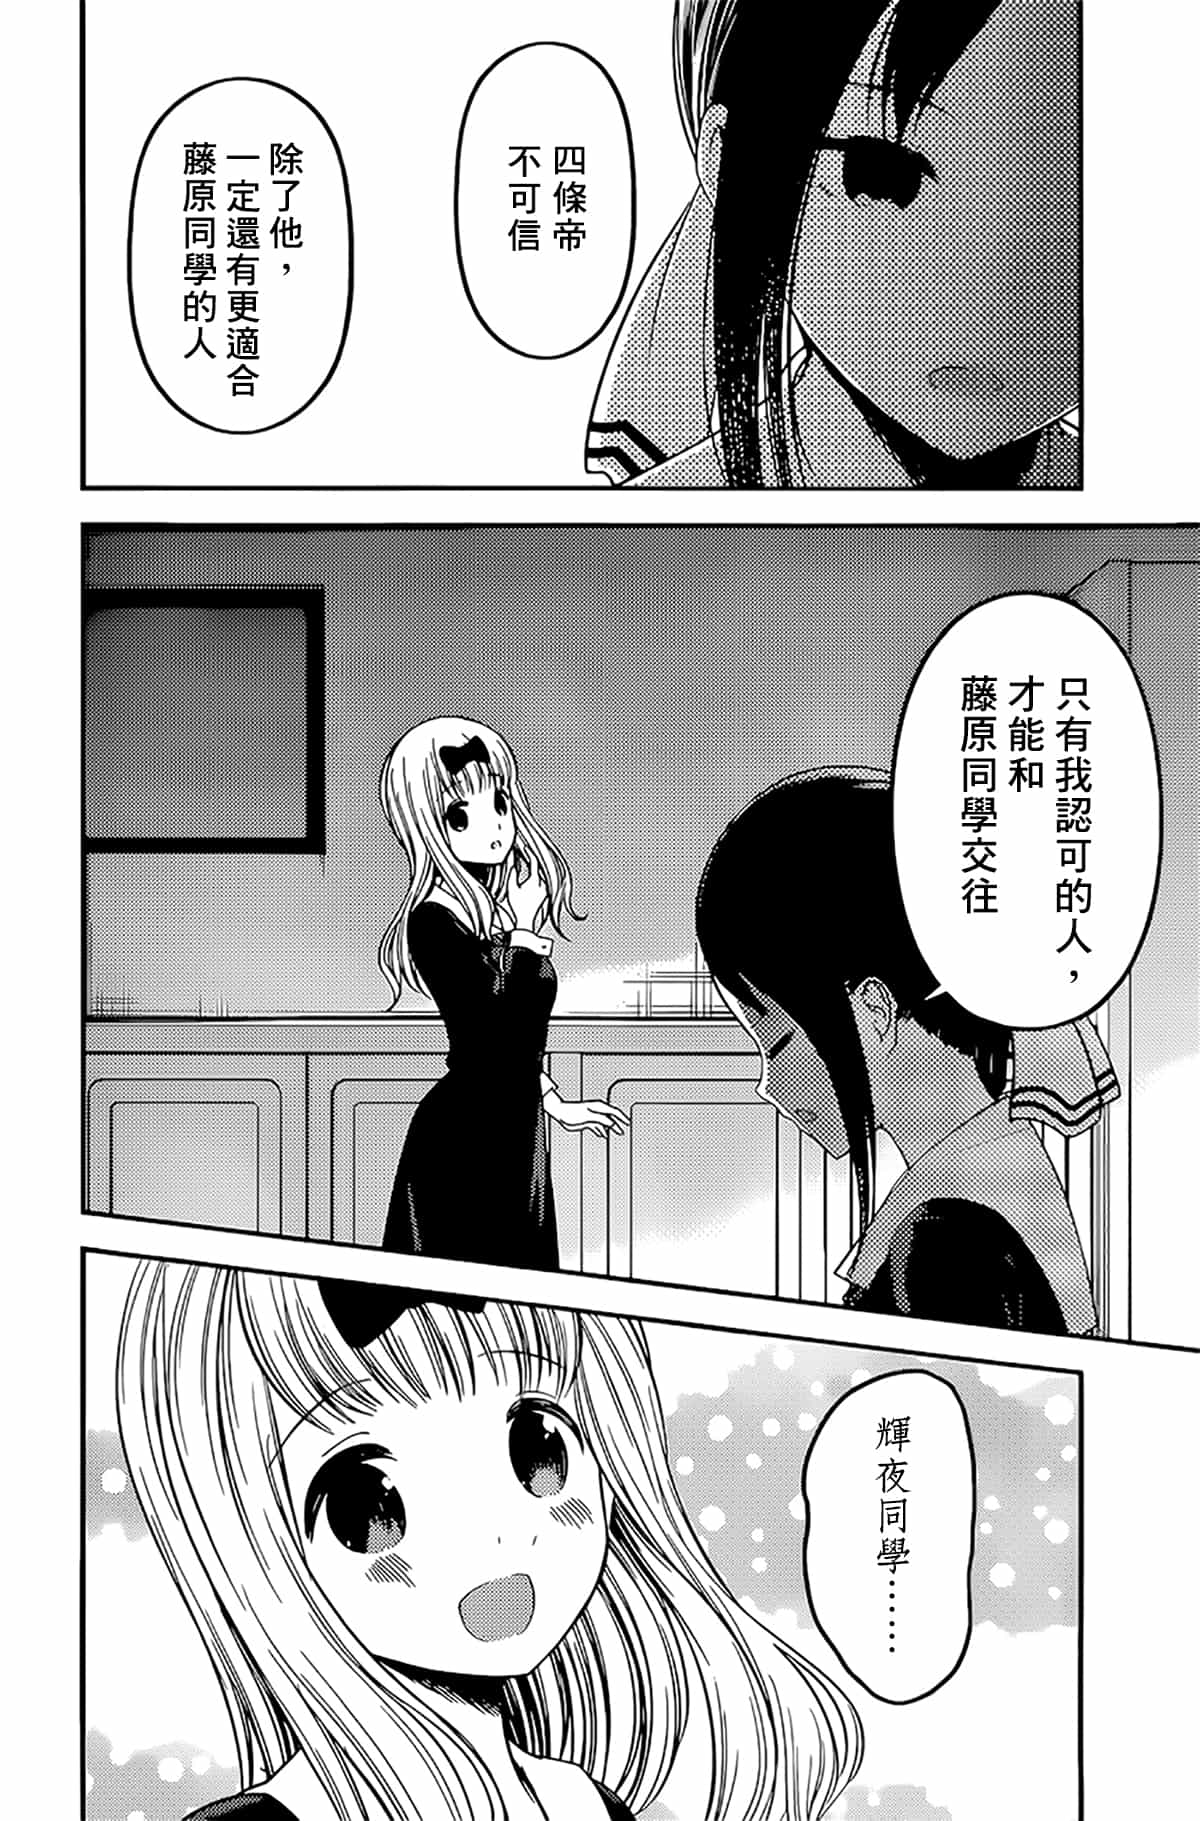 四條帝
不可信
除了他，
一定還有更適合
藤原同學的人
只有我認可的人，
才能和
藤原同學交往
輝夜同學……